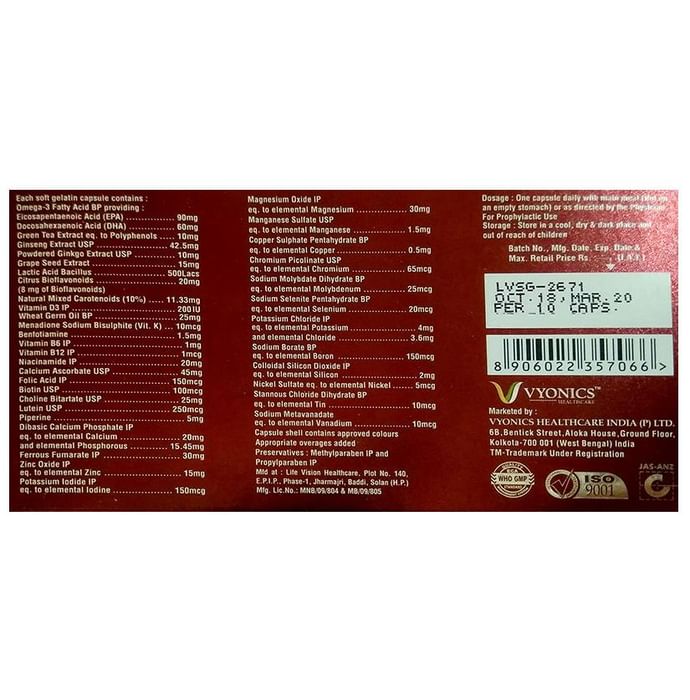 Each soft gelatin capsule contains :
Omega-3 Fatty Acid BP providing :
Eicosapentaenoic Acid (EPA) ............ 90mg
Docosahexaenoic Acid (DHA) ............ 60mg
Green Tea Extract eq. to Polyphenols .. 10mg
Ginseng Extract USP ............ 42.5mg
Powdered Ginkgo Extract USP ............ 10mg
Grape Seed Extract ............ 15mg
Lactic Acid Bacillus ............ 500Lacs
Citrus Bioflavonoids ............ 20mg
(8 mg of Bioflavonoids)
Natural Mixed Carotenoids (10%) .... 11.33mg
Vitamin D3 IP ............ 200IU
Wheat Germ Oil BP ............ 25mg
Menadione Sodium Bisulphite (Vit. K) ... 10mcg
Benfotiamine ............ 1.5mg
Vitamin B6 IP ............ 1mg
Vitamin B12 IP ............ 1mcg
Niacinamide IP ............ 20mg
Calcium Ascorbate USP ............ 45mg
Folic Acid IP ............ 150mcg
Biotin USP ............ 100mcg
Choline Bitartate USP ............ 25mg
Lutein USP ............ 250mcg
Piperine ............ 5mg
Dibasic Calcium Phosphate IP
eq. to elemental Calcium ............ 20mg
and elemental Phosphorous ............ 15.45mg
Ferrous Fumarate IP ............ 30mg
Zinc Oxide IP
eq. to elemental Zinc ............ 15mg
Potassium Iodide IP
eq. to elemental Iodine ............ 150mcg
Magnesium Oxide IP
eq. to elemental Magnesium ............ 30mg
Manganese Sulfate USP
eq. to elemental Manganese ............ 1.5mg
Copper Sulphate Pentahydrate BP
eq. to elemental Copper ............ 0.5mg
Chromium Picolinate USP
eq. to elemental Chromium ............ 65mcg
Sodium Molybdate Dihydrate BP
eq. to elemental Molybdenum ............ 25mcg
Sodium Selenite Pentahydrate BP
eq. to elemental Selenium ............ 20mcg
Potassium Chloride IP
eq. to elemental Potassium ............ 4mg
and elemental Chloride ............ 3.6mg
Sodium Borate BP
eq. to elemental Boron ............ 150mcg
Colloidal Silicon Dioxide IP
eq. to elemental Silicon ............ 2mg
Nickel Sulfate eq. to elemental Nickel ...... 5mcg
Stannous Chloride Dihydrate BP
eq. to elemental Tin ............ 10mcg
Sodium Metavanadate
eq. to elemental Vanadium ............ 10mcg
Capsule shell contains approved colours
Appropriate overages added
Preservatives : Methylparaben IP and
Propylparaben IP
Mfd at : Life Vision Healthcare, Plot No. 140,
E.P.I.P., Phase-1, Jharmajri, Baddi, Solan (H.P.)
Mfg. Lic.No.: MNB/09/804 & MB/09/805
Dosage : One capsule daily with main meal (not on
an empty stomach) or as directed by the Physician
For Prophylactic Use
Storage : Store in a cool, dry & dark place and
out of reach of children
Batch No., Mfg. Date, Exp. Date &
Max. Retail Price Rs. (I.A.T.)
LVSG-2671
OCT.18, MAR.20
PER 10 CAPS.
8 906022 357066 >
VYONICS™
HEALTHCARE
Marketed by :
VYONICS HEALTHCARE INDIA (P) LTD.
6B, Bentick Street, Aloka House, Ground Floor,
Kolkota-700 001 (West Bengal) India
TM-Trademark Under Registration
WHO GMP
ISO
9001
JAS-ANZ